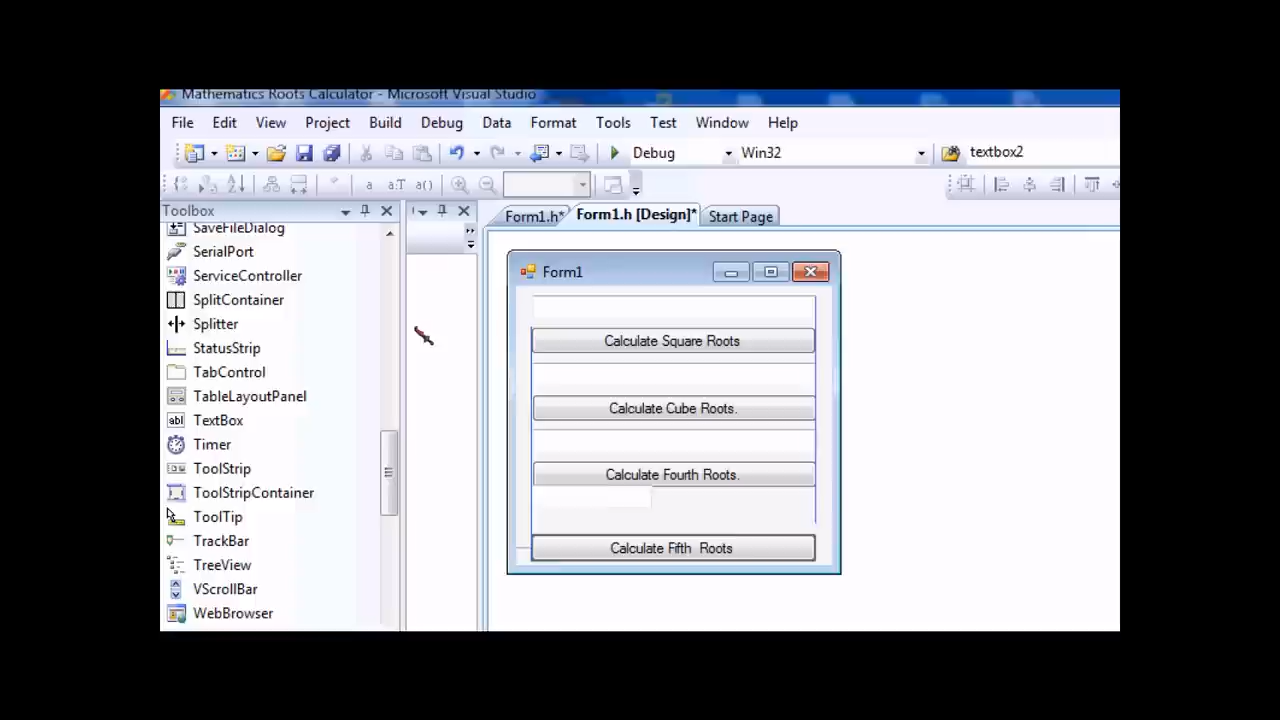 Mathematics Roots Calculator - Microsoft Visual Studio
File Edit View Project Build Debug Data Format Tools Test Window Help
Debug Win32 textbox2
a a:T a()
Toolbox
Form1.h* Form1.h [Design]* Start Page
SaveFileDialog
SerialPort
ServiceController
SplitContainer
Splitter
StatusStrip
TabControl
TableLayoutPanel
abl TextBox
Timer
ToolStrip
ToolStripContainer
ToolTip
TrackBar
TreeView
VScrollBar
WebBrowser
Form1
Calculate Square Roots
Calculate Cube Roots.
Calculate Fourth Roots.
Calculate Fifth Roots